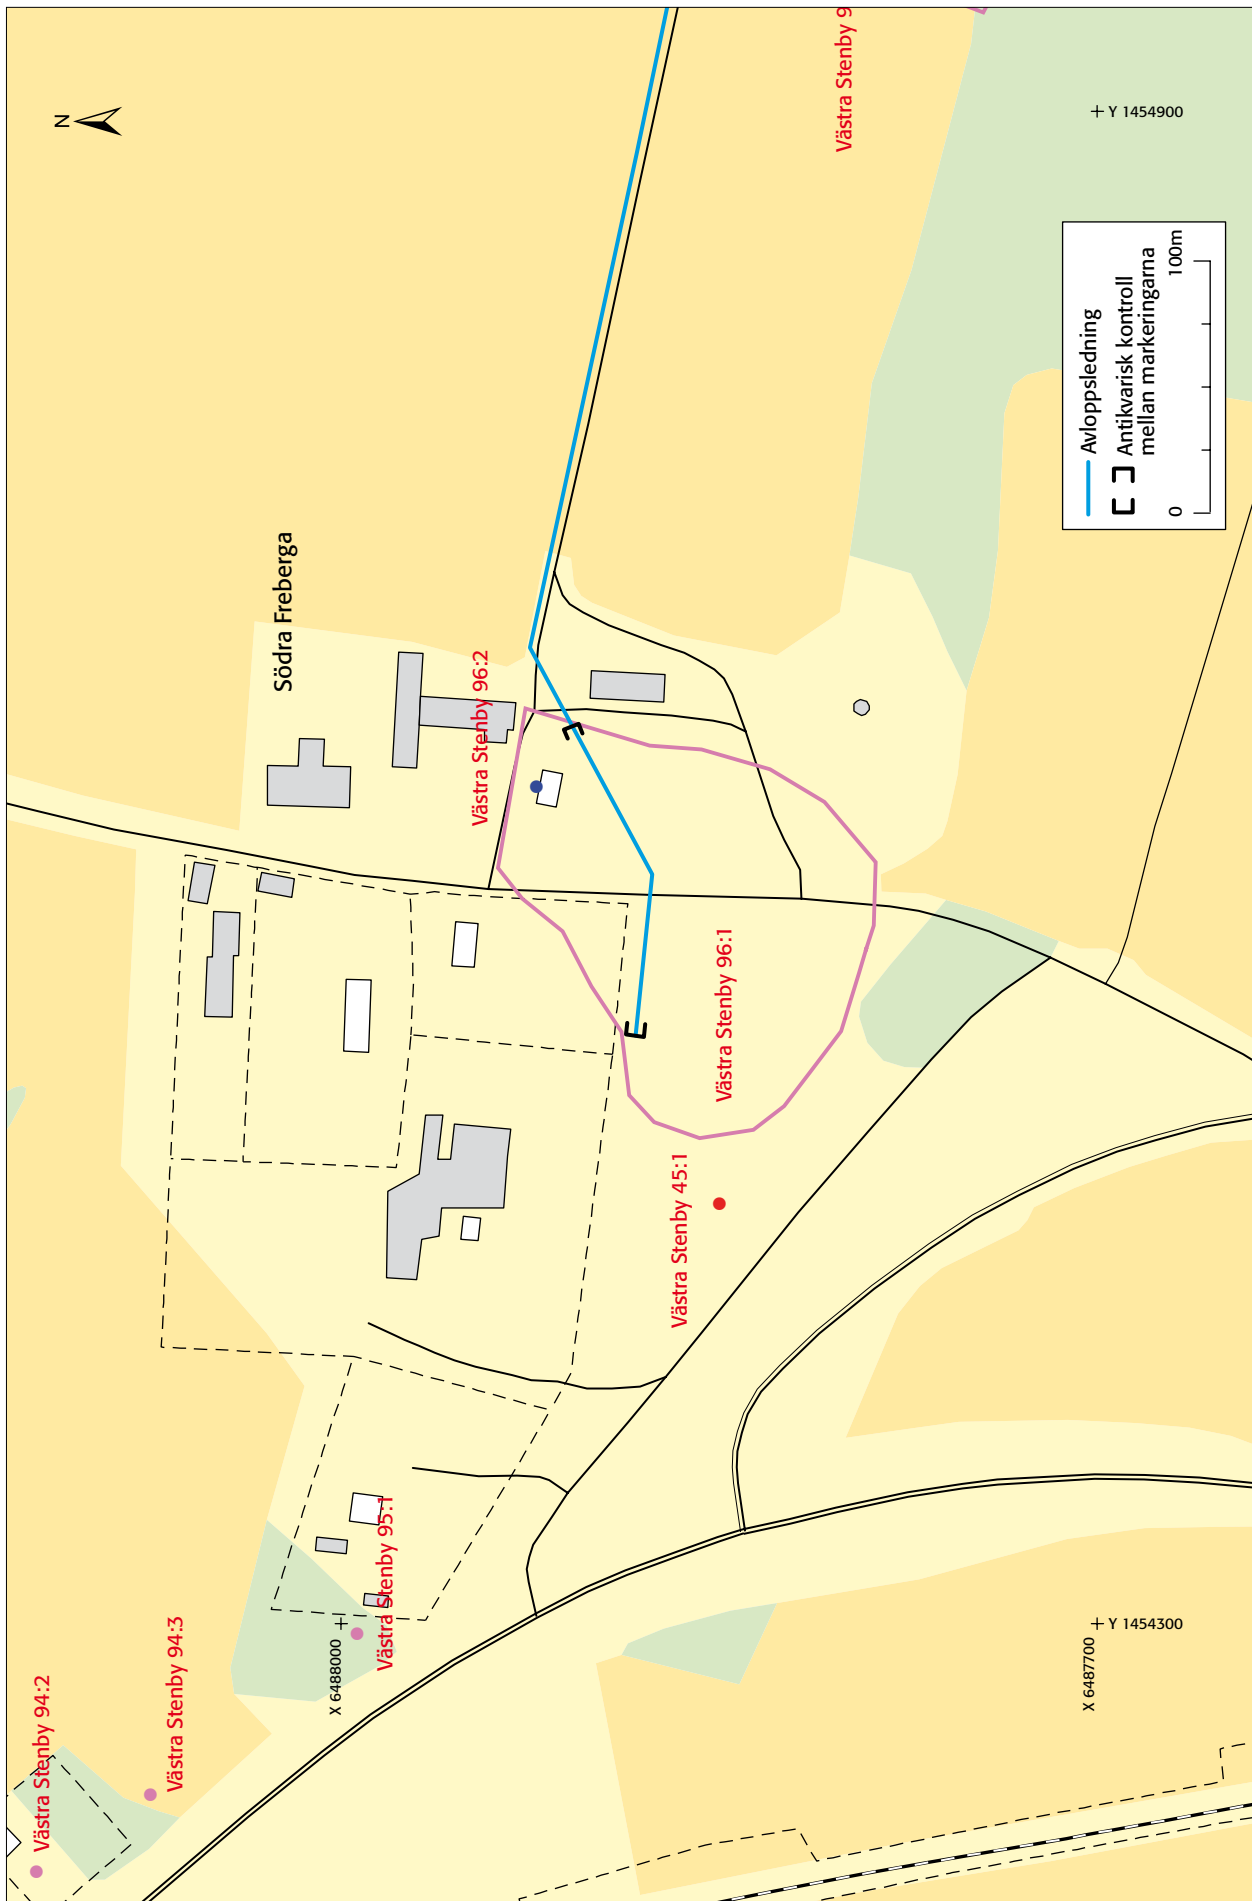 N
Västra Stenby 94:2
Västra Stenby 94:3
X 6488000
Västra Stenby 95:1
Södra Freberga
Västra Stenby 96:2
Västra Stenby 45:1
Västra Stenby 96:1
Västra Stenby 9
Y 1454900
X 6487700
Y 1454300
Avloppsledning
Antikvarisk kontroll
mellan markeringarna
0
100m